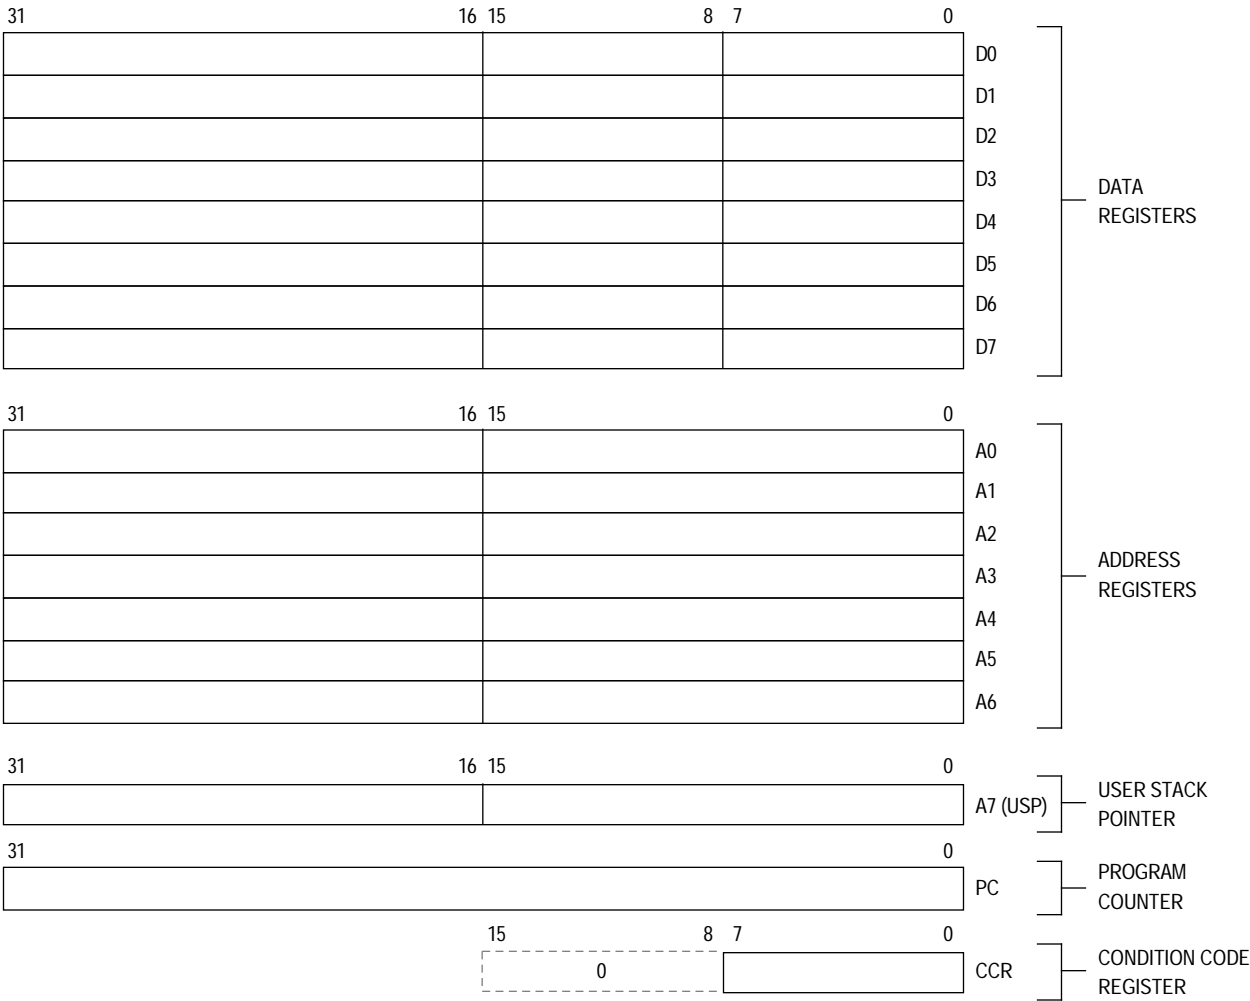 31 16 15 8 7 0
D0
D1
D2
D3
DATA
REGISTERS
D4
D5
D6
D7
31 16 15 0
A0
A1
A2
A3
ADDRESS
REGISTERS
A4
A5
A6
31 16 15 0
A7 (USP)
USER STACK
POINTER
31 0
PC
PROGRAM
COUNTER
15 8 7 0
0 CCR
CONDITION CODE
REGISTER